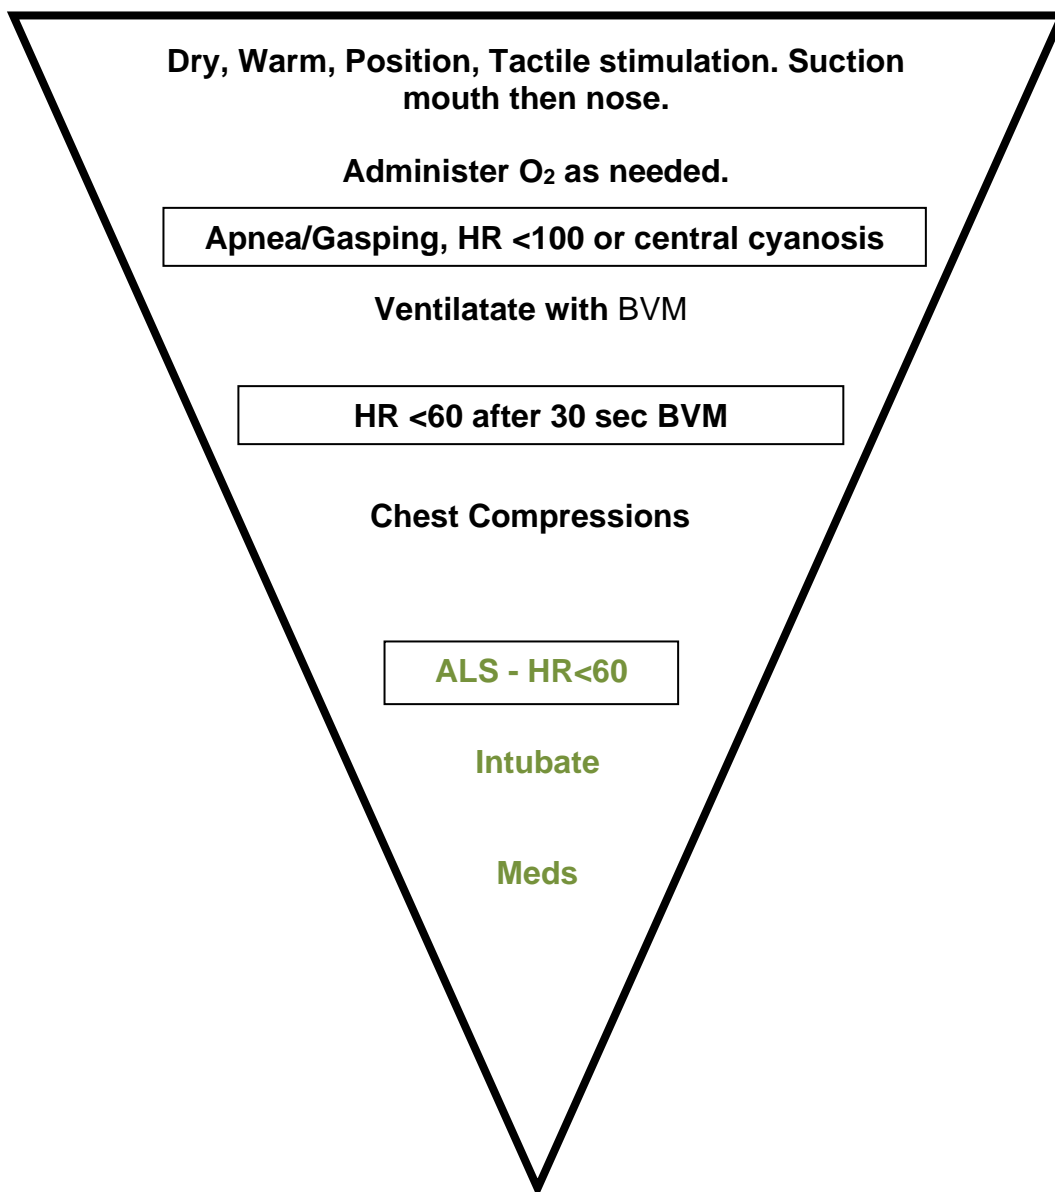 Dry, Warm, Position, Tactile stimulation. Suction
mouth then nose.
Administer O₂ as needed.
Apnea/Gasping, HR <100 or central cyanosis
Ventilatate with BVM
HR <60 after 30 sec BVM
Chest Compressions
ALS - HR<60
Intubate
Meds